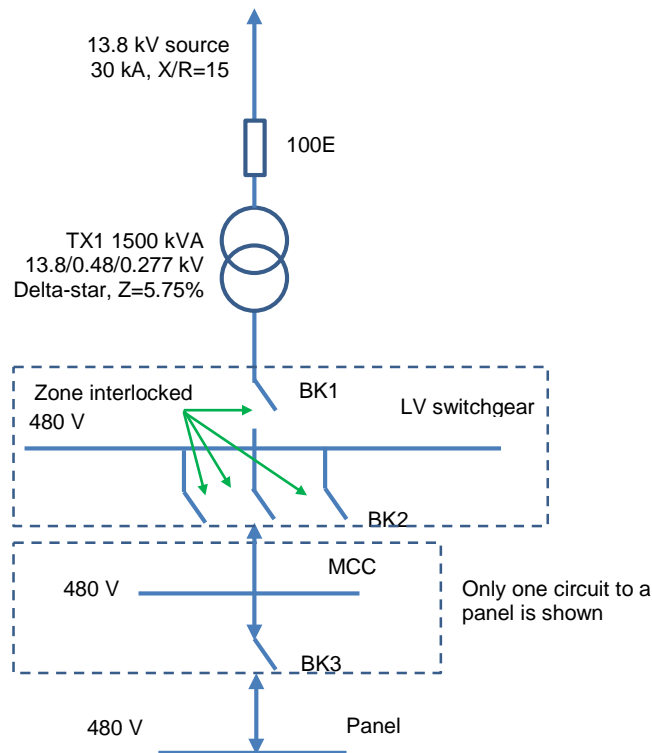 13.8 kV source
30 kA, X/R=15
100E
TX1 1500 kVA
13.8/0.48/0.277 kV
Delta-star, Z=5.75%
Zone interlocked
BK1
480 V
LV switchgear
BK2
MCC
480 V
Only one circuit to a
panel is shown
BK3
480 V
Panel